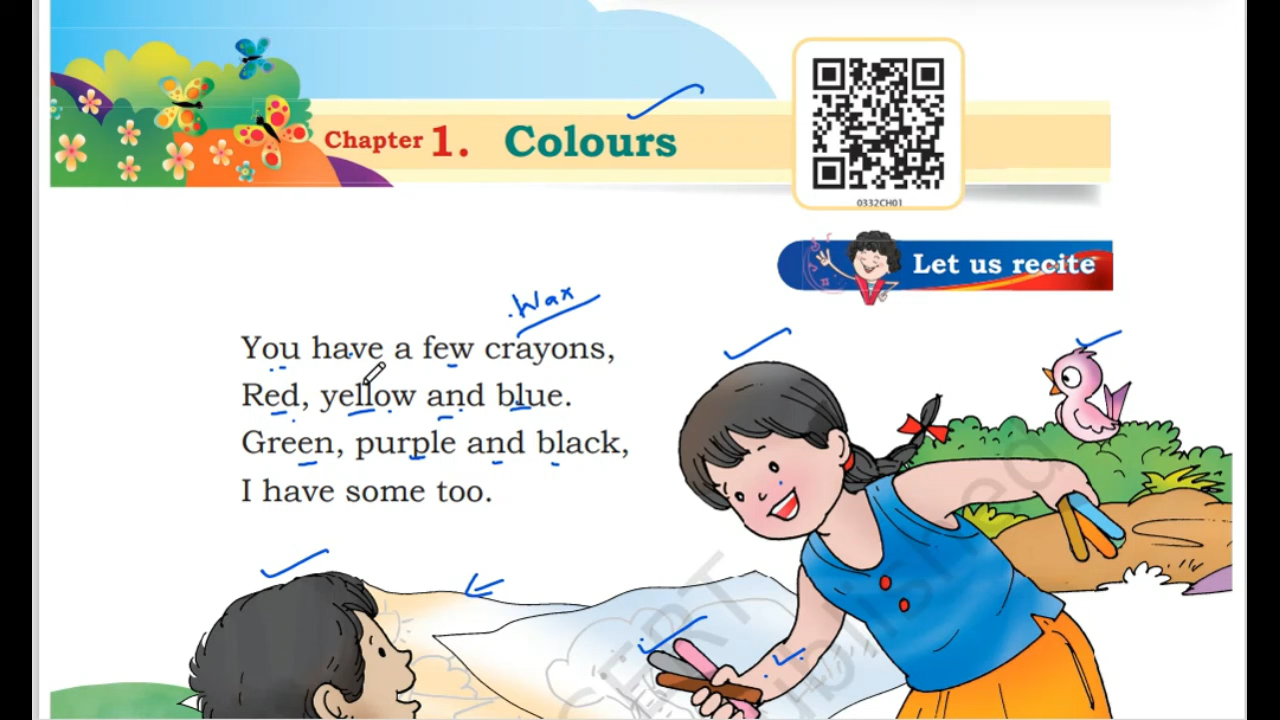 Chapter 1. Colours
0332CH01
Let us recite
Wax
You have a few crayons,
Red, yellow and blue.
Green, purple and black,
I have some too.